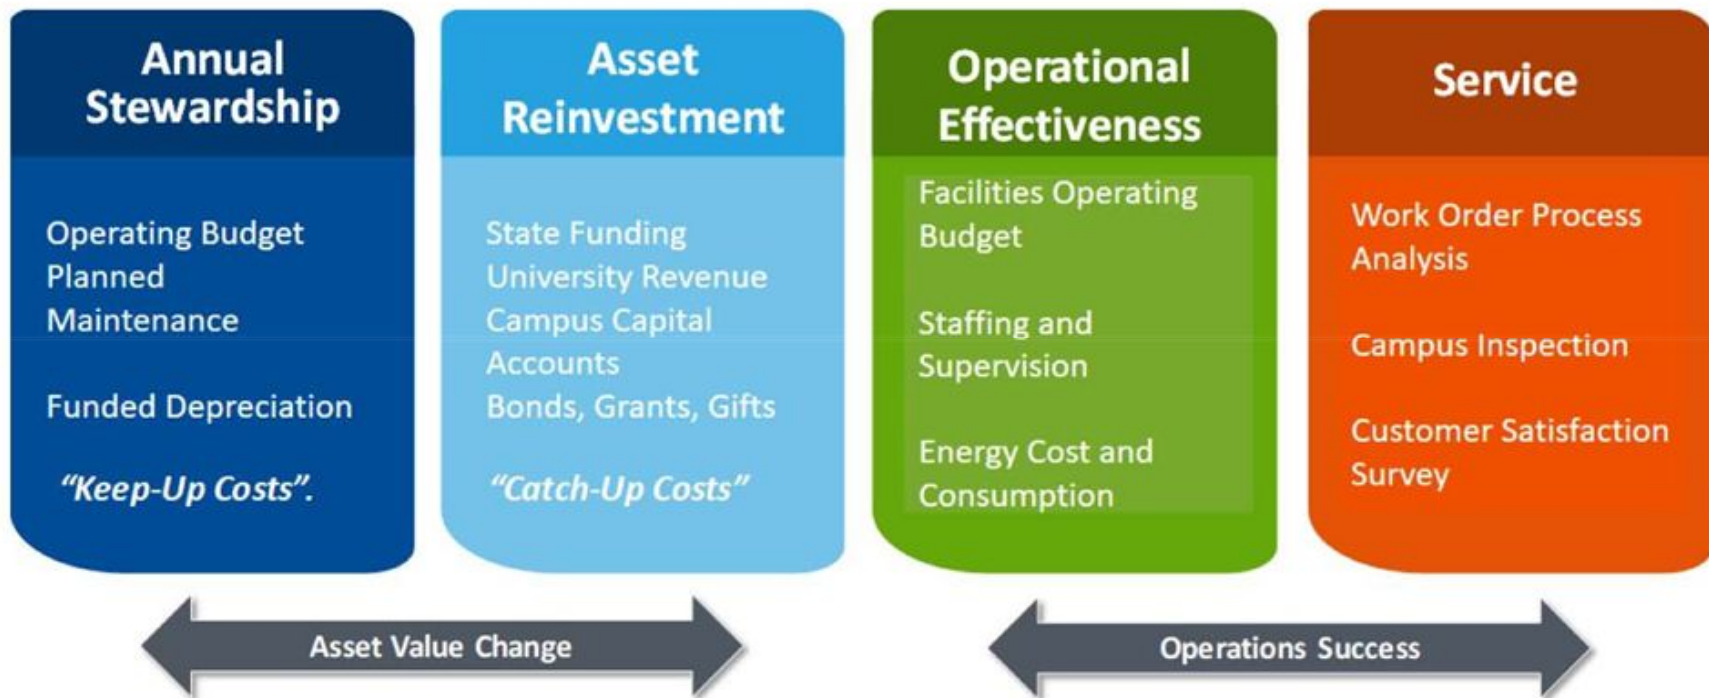 Annual
Stewardship
Operating Budget
Planned
Maintenance
Funded Depreciation
“Keep-Up Costs”.
Asset
Reinvestment
State Funding
University Revenue
Campus Capital
Accounts
Bonds, Grants, Gifts
“Catch-Up Costs”
Operational
Effectiveness
Facilities Operating
Budget
Staffing and
Supervision
Energy Cost and
Consumption
Service
Work Order Process
Analysis
Campus Inspection
Customer Satisfaction
Survey
Asset Value Change
Operations Success